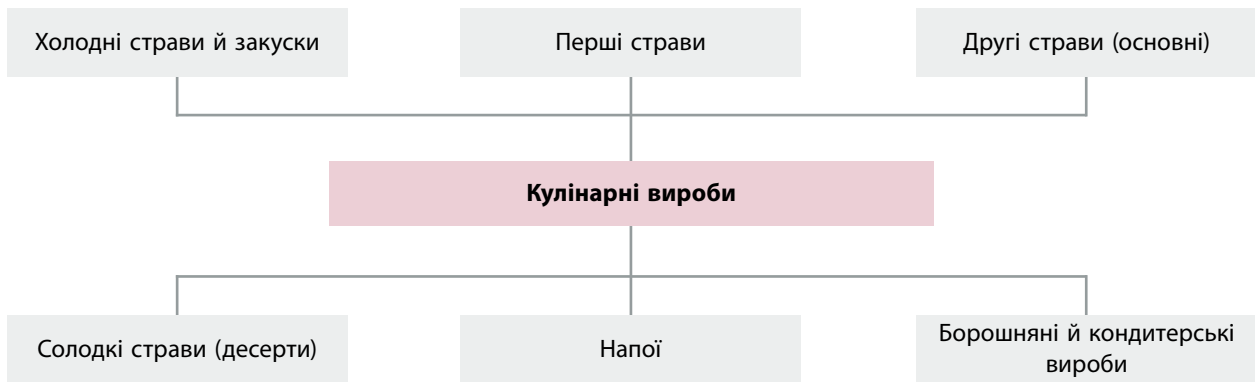 Холодні страви й закуски
Перші страви
Другі страви (основні)
Кулінарні вироби
Солодкі страви (десерти)
Напої
Борошняні й кондитерські
вироби